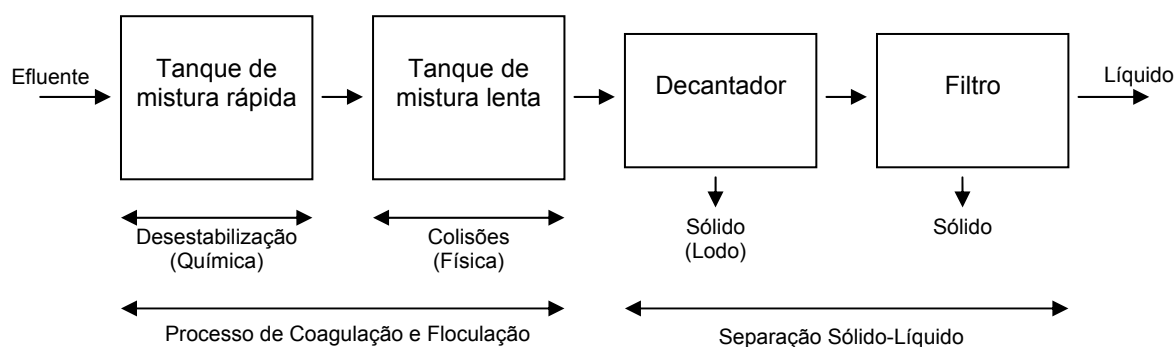 Efluente
Tanque de
mistura rápida
Tanque de
mistura lenta
Decantador
Filtro
Líquido
Desestabilização
(Química)
Colisões
(Física)
Sólido
(Lodo)
Sólido
Processo de Coagulação e Floculação
Separação Sólido-Líquido